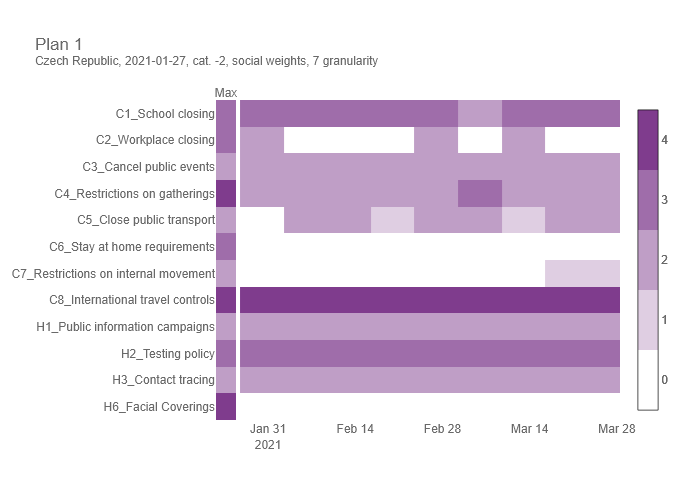 Plan 1
Czech Republic, 2021-01-27, cat. -2, social weights, 7 granularity
Max
C1_School closing
C2_Workplace closing
C3_Cancel public events
C4_Restrictions on gatherings
C5_Close public transport
C6_Stay at home requirements
C7_Restrictions on internal movement
C8_International travel controls
H1_Public information campaigns
H2_Testing policy
H3_Contact tracing
H6_Facial Coverings
4
3
2
1
0
Jan 31 Feb 14 Feb 28 Mar 14 Mar 28
2021